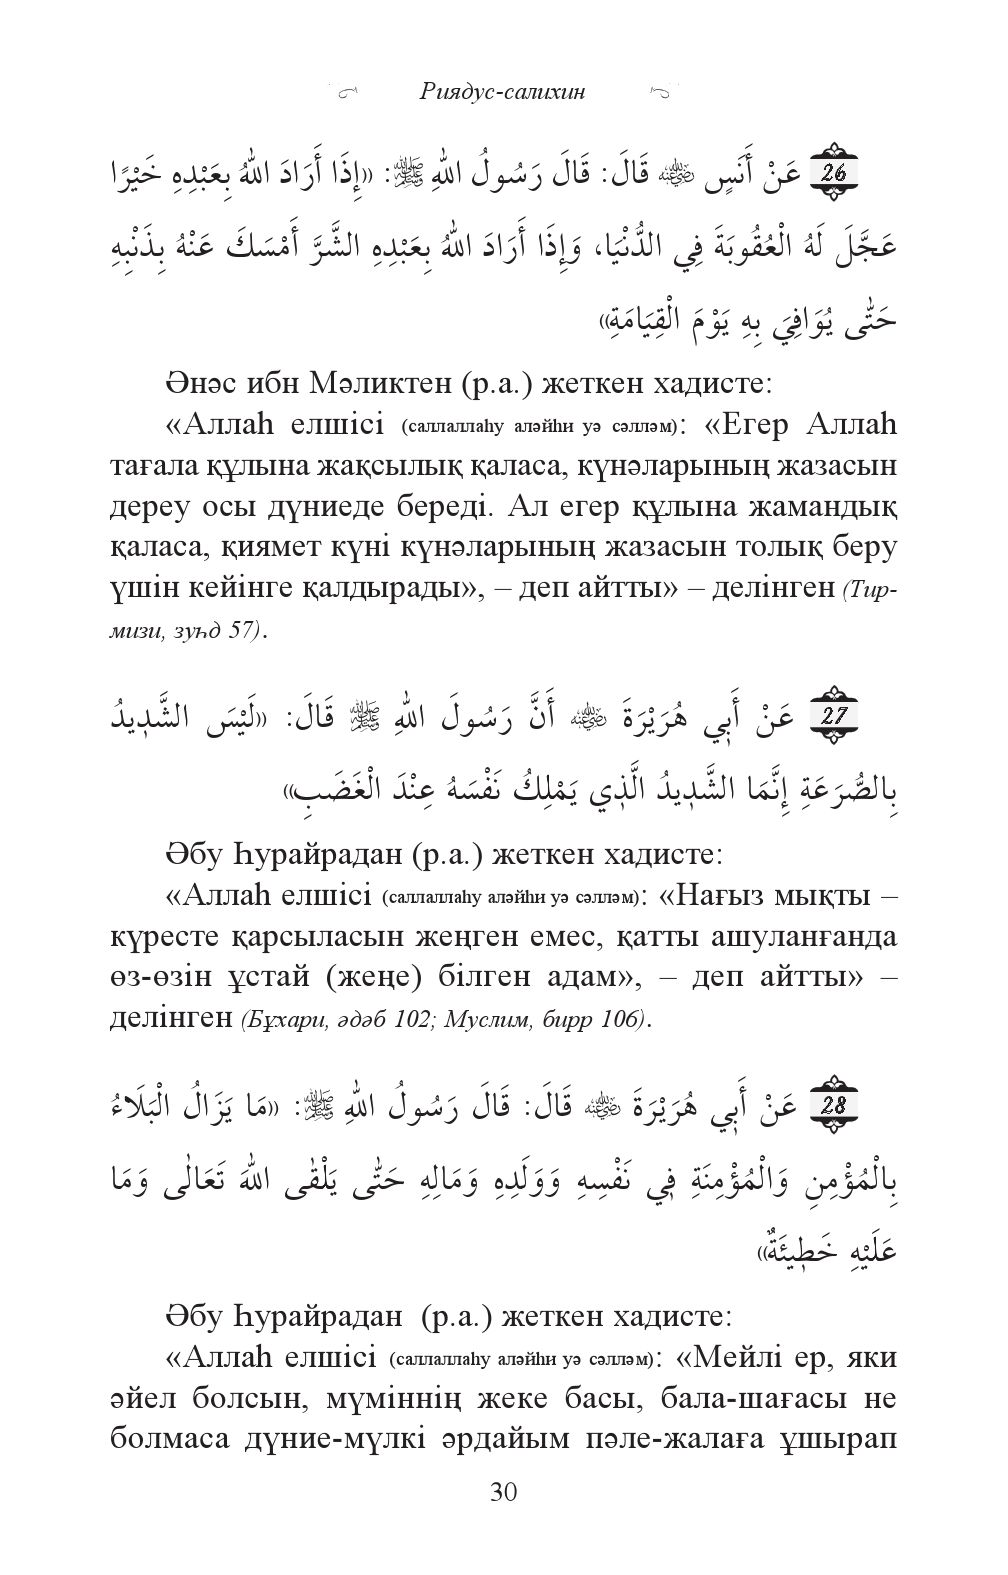 Риядус-салихин
26 عَنْ أَنَسٍ ﷺ قَالَ: قَالَ رَسُولُ اللهِ ﷺ: «إِذَا أَرَادَ اللهُ بِعَبْدِهِ خَيْرًا
عَجَّلَ لَهُ الْعُقُوبَةَ فِي الدُّنْيَا، وَإِذَا أَرَادَ اللهُ بِعَبْدِهِ الشَّرَّ أَمْسَكَ عَنْهُ بِذَنْبِهِ
حَتّٰى يُوَافِيَ بِهِ يَوْمَ الْقِيَامَةِ»
Әнәс ибн Мәликтен (р.а.) жеткен хадисте:
«Аллаһ елшісі (саллаллаһу аләйһи уә сәлләм): «Егер Аллаһ
тағала құлына жақсылық қаласа, күнәларының жазасын
дереу осы дүниеде береді. Ал егер құлына жамандық
қаласа, қиямет күні күнәларының жазасын толық беру
үшін кейінге қалдырады», – деп айтты» – делінген (Тир-
мизи, зуһд 57).
27 عَنْ أَبِي هُرَيْرَةَ رضي الله عنه أَنَّ رَسُولَ اللهِ ﷺ قَالَ: «لَيْسَ الشَّدِيدُ
بِالصُّرَعَةِ إِنَّمَا الشَّدِيدُ الَّذِي يَمْلِكُ نَفْسَهُ عِنْدَ الْغَضَبِ»
Әбу Һурайрадан (р.а.) жеткен хадисте:
«Аллаһ елшісі (саллаллаһу аләйһи уә сәлләм): «Нағыз мықты –
күресте қарсыласын жеңген емес, қатты ашуланғанда
өз-өзін ұстай (жеңе) білген адам», – деп айтты» –
делінген (Бұхари, әдәб 102; Муслим, бирр 106).
28 عَنْ أَبِي هُرَيْرَةَ رضي الله عنه قَالَ: قَالَ رَسُولُ اللهِ ﷺ: «مَا يَزَالُ الْبَلَاءُ
بِالْمُؤْمِنِ وَالْمُؤْمِنَةِ فِي نَفْسِهِ وَوَلَدِهِ وَمَالِهِ حَتّٰى يَلْقٰى اللهَ تَعَالٰى وَمَا
عَلَيْهِ خَطِيئَةٌ»
Әбу Һурайрадан (р.а.) жеткен хадисте:
«Аллаһ елшісі (саллаллаһу аләйһи уә сәлләм): «Мейлі ер, яки
әйел болсын, мүміннің жеке басы, бала-шағасы не
болмаса дүние-мүлкі әрдайым пәле-жалаға ұшырап
30